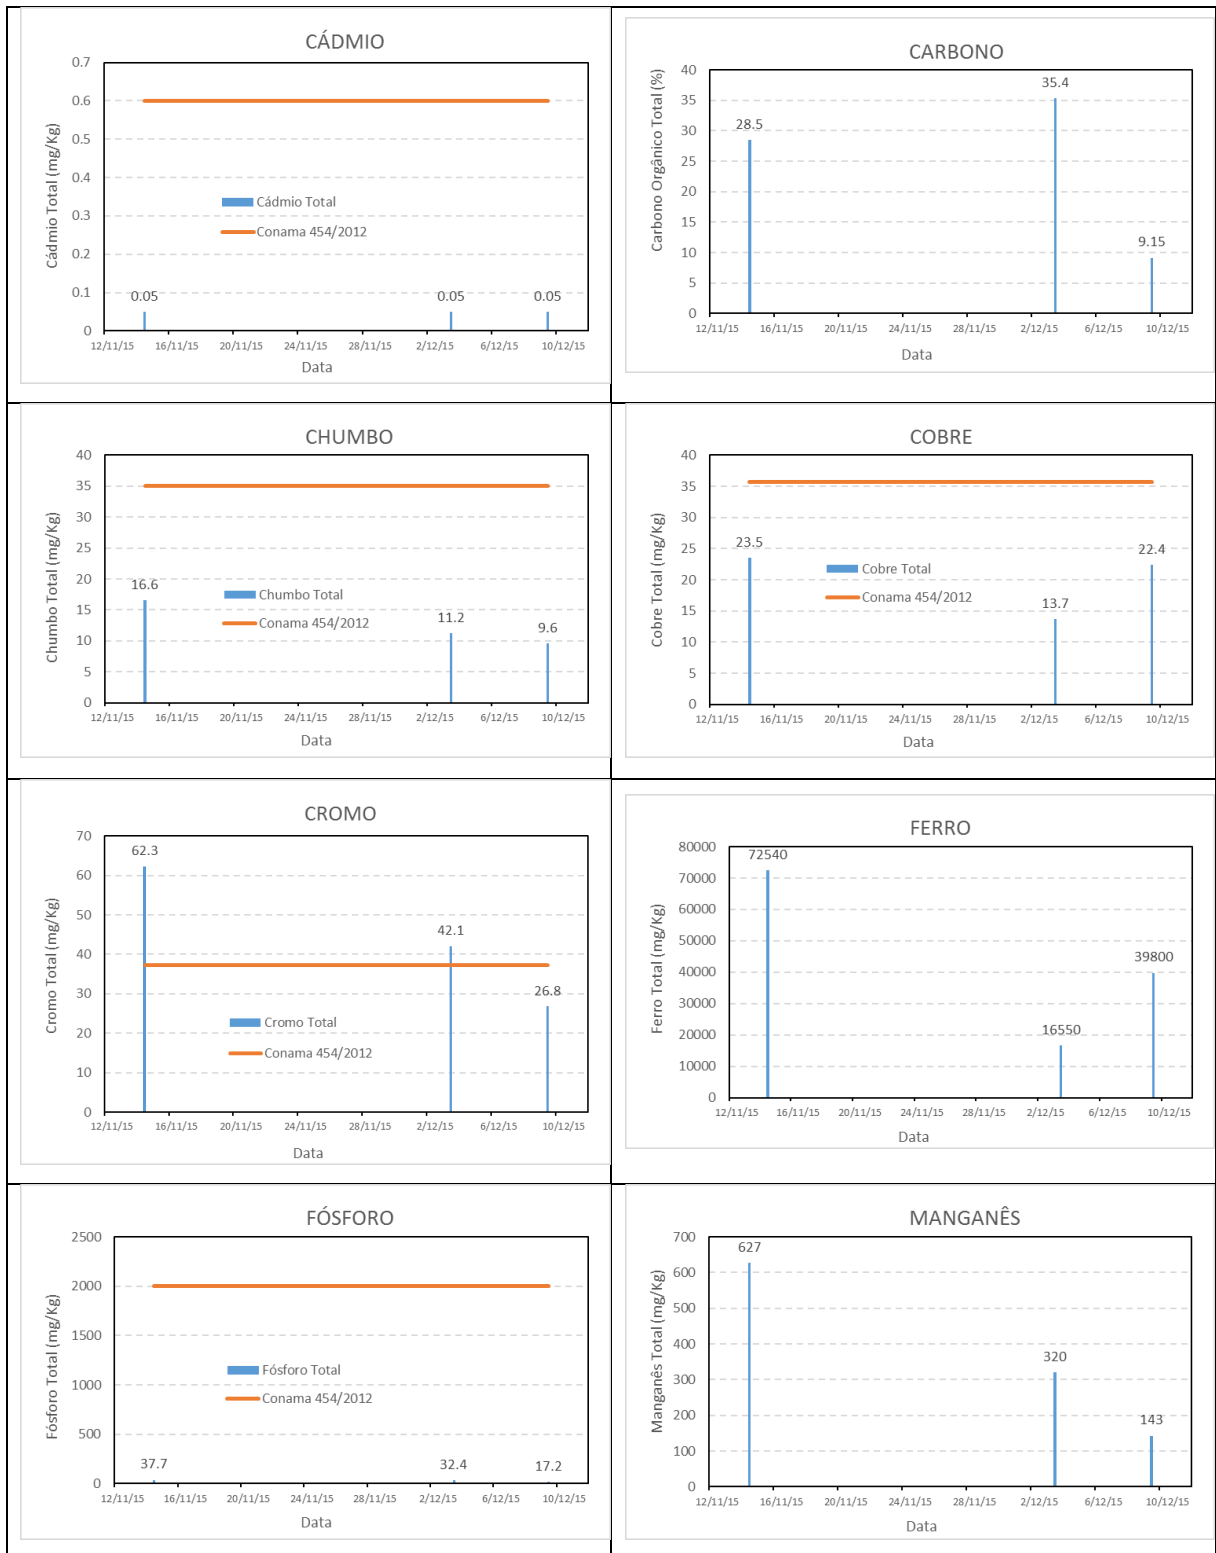 CÁDMIO
Cádmio Total (mg/Kg)
0.7
0.6
0.5
0.4
0.3
0.2
0.1
0
Cádmio Total
Conama 454/2012
0.05 0.05 0.05
12/11/15 16/11/15 20/11/15 24/11/15 28/11/15 2/12/15 6/12/15 10/12/15
Data
CARBONO
Carbono Orgânico Total (%)
40
35
30
25
20
15
10
5
0
28.5 35.4 9.15
12/11/15 16/11/15 20/11/15 24/11/15 28/11/15 2/12/15 6/12/15 10/12/15
Data
CHUMBO
Chumbo Total (mg/Kg)
40
35
30
25
20
15
10
5
0
16.6 11.2 9.6
Chumbo Total
Conama 454/2012
12/11/15 16/11/15 20/11/15 24/11/15 28/11/15 2/12/15 6/12/15 10/12/15
Data
COBRE
Cobre Total (mg/Kg)
40
35
30
25
20
15
10
5
0
23.5 13.7 22.4
Cobre Total
Conama 454/2012
12/11/15 16/11/15 20/11/15 24/11/15 28/11/15 2/12/15 6/12/15 10/12/15
Data
CROMO
Cromo Total (mg/Kg)
70
60
50
40
30
20
10
0
62.3 42.1 26.8
Cromo Total
Conama 454/2012
12/11/15 16/11/15 20/11/15 24/11/15 28/11/15 2/12/15 6/12/15 10/12/15
Data
FERRO
Ferro Total (mg/Kg)
80000
70000
60000
50000
40000
30000
20000
10000
0
72540 16550 39800
12/11/15 16/11/15 20/11/15 24/11/15 28/11/15 2/12/15 6/12/15 10/12/15
Data
FÓSFORO
Fósforo Total (mg/Kg)
2500
2000
1500
1000
500
0
Fósforo Total
Conama 454/2012
37.7 32.4 17.2
12/11/15 16/11/15 20/11/15 24/11/15 28/11/15 2/12/15 6/12/15 10/12/15
Data
MANGANÊS
Manganês Total (mg/Kg)
700
600
500
400
300
200
100
0
627 320 143
12/11/15 16/11/15 20/11/15 24/11/15 28/11/15 2/12/15 6/12/15 10/12/15
Data